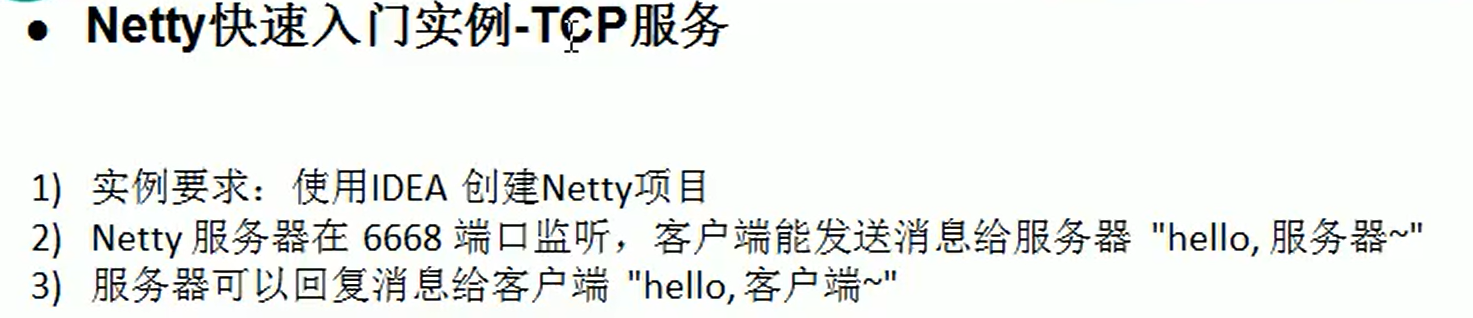 ● Netty快速入门实例-TCP服务
1) 实例要求：使用IDEA 创建Netty项目
2) Netty 服务器在 6668 端口监听，客户端能发送消息给服务器 "hello, 服务器~"
3) 服务器可以回复消息给客户端 "hello, 客户端~"